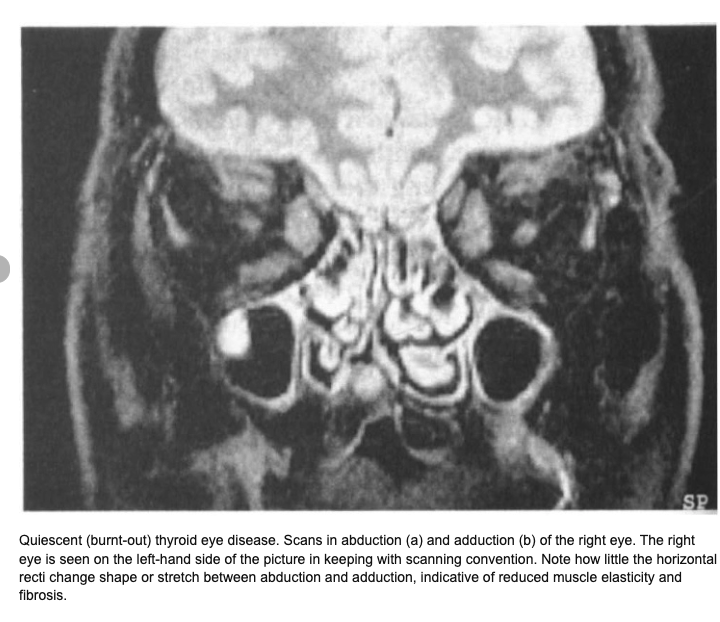 SP
Quiescent (burnt-out) thyroid eye disease. Scans in abduction (a) and adduction (b) of the right eye. The right
eye is seen on the left-hand side of the picture in keeping with scanning convention. Note how little the horizontal
recti change shape or stretch between abduction and adduction, indicative of reduced muscle elasticity and
fibrosis.